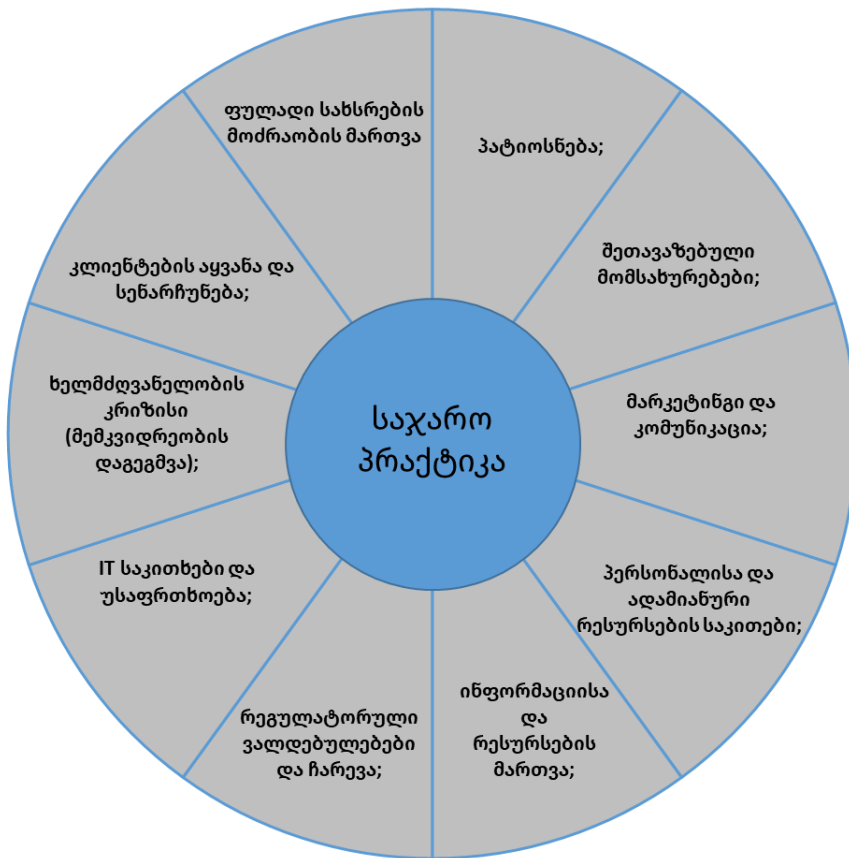 ფულადი სახსრების
მოძრაობის მართვა
პატიოსნება;
შეთავაზებული
მომსახურებები;
მარკეტინგი და
კომუნიკაცია;
პერსონალისა და
ადამიანური
რესურსების საკითები;
ინფორმაციისა
და
რესურსების
მართვა;
რეგულატორული
ვალდებულებები
და ჩარევა;
IT საკითხები და
უსაფრთხოება;
ხელმძღვანელობის
კრიზისი
(მემკვიდრეობის
დაგეგმვა);
კლიენტების აყვანა და
სენარჩუნება;
საჯარო
პრაქტიკა